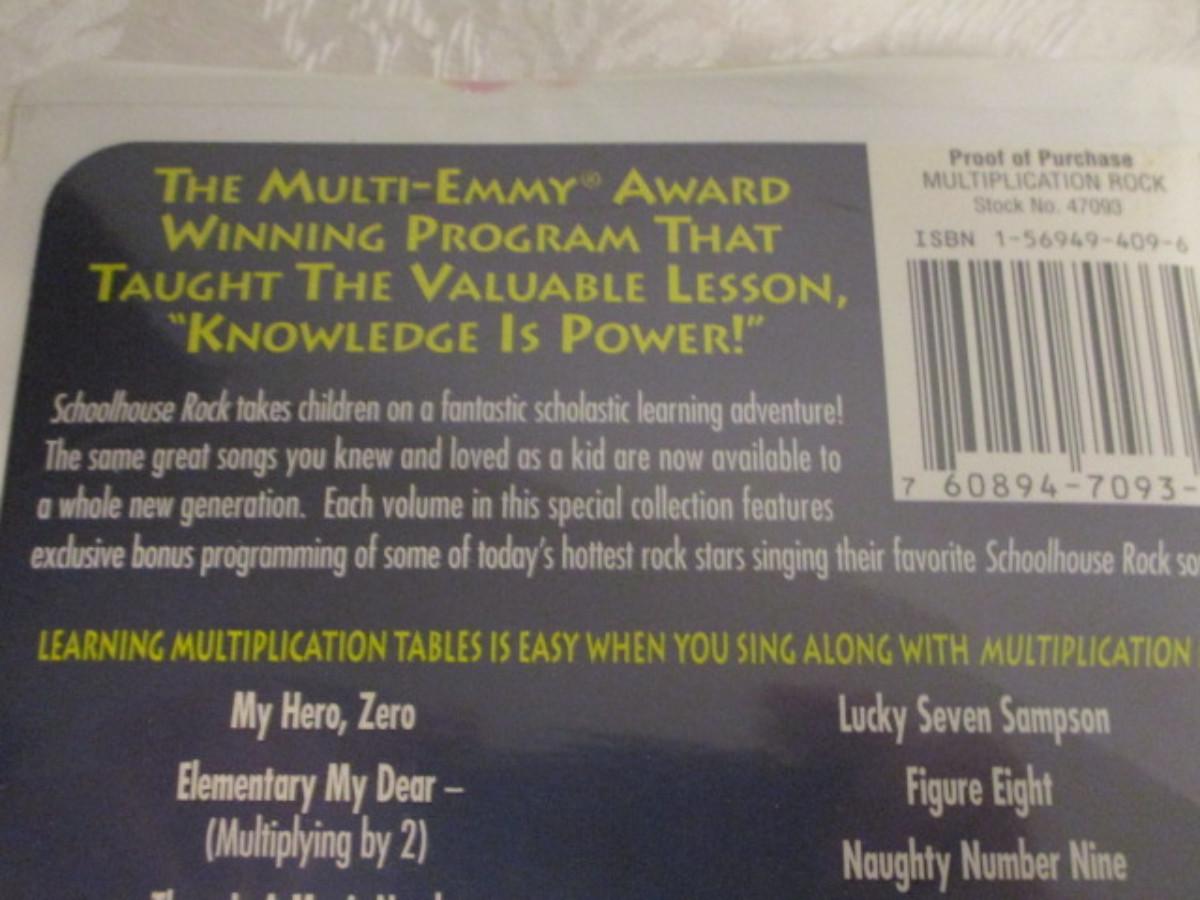 THE MULTI-EMMY® AWARD
WINNING PROGRAM THAT
TAUGHT THE VALUABLE LESSON,
"KNOWLEDGE IS POWER!"
Proof of Purchase
MULTIPLICATION ROCK
Stock No. 47093
ISBN 1-56949-409-6
7 60894-7093-
Schoolhouse Rock takes children on a fantastic scholastic learning adventure!
The same great songs you knew and loved as a kid are now available to
a whole new generation. Each volume in this special collection features
exclusive bonus programming of some of today's hottest rock stars singing their favorite Schoolhouse Rock so
LEARNING MULTIPLICATION TABLES IS EASY WHEN YOU SING ALONG WITH MULTIPLICATION
My Hero, Zero
Elementary My Dear –
(Multiplying by 2)
Lucky Seven Sampson
Figure Eight
Naughty Number Nine